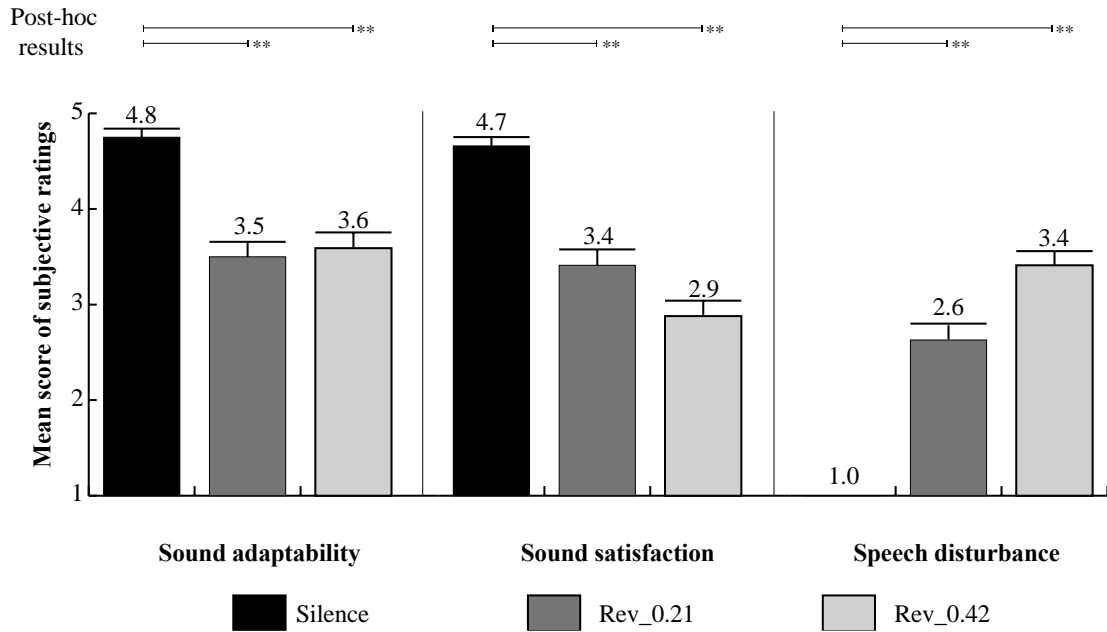 Post-hoc
results
** ** ** ** ** **
Mean score of subjective ratings
5
4
3
2
1
4.8
3.5
3.6
4.7
3.4
2.9
1.0
2.6
3.4
Sound adaptability Sound satisfaction Speech disturbance
Silence Rev_0.21 Rev_0.42